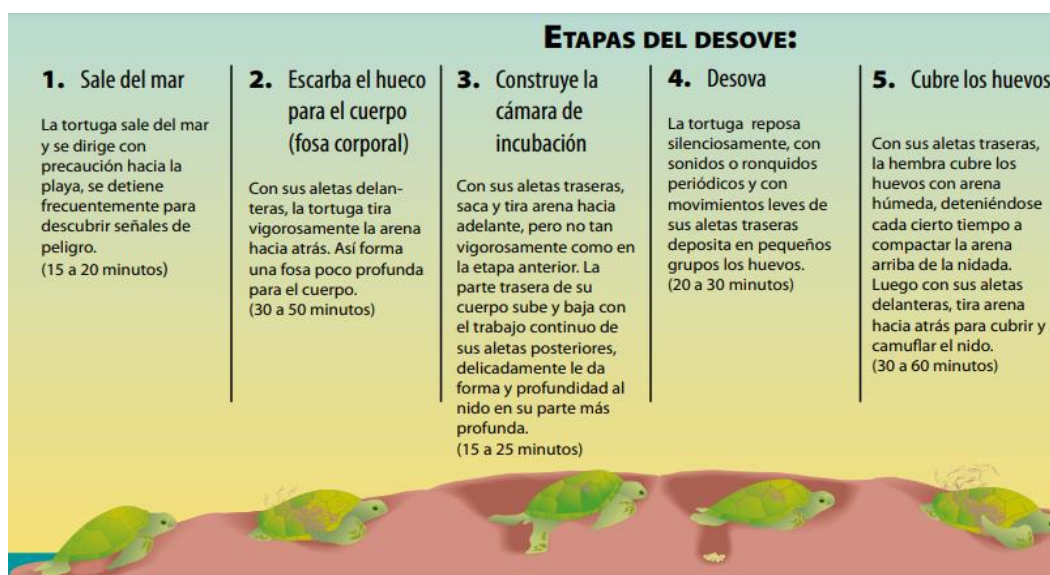 ETAPAS DEL DESOVE:
1. Sale del mar
La tortuga sale del mar
y se dirige con
precaución hacia la
playa, se detiene
frecuentemente para
descubrir señales de
peligro.
(15 a 20 minutos)
2. Escarba el hueco
para el cuerpo
(fosa corporal)
Con sus aletas delan-
teras, la tortuga tira
vigorosamente la arena
hacia atrás. Así forma
una fosa poco profunda
para el cuerpo.
(30 a 50 minutos)
3. Construye la
cámara de
incubación
Con sus aletas traseras,
saca y tira arena hacia
adelante, pero no tan
vigorosamente como en
la etapa anterior. La
parte trasera de su
cuerpo sube y baja con
el trabajo continuo de
sus aletas posteriores,
delicadamente le da
forma y profundidad al
nido en su parte más
profunda.
(15 a 25 minutos)
4. Desova
La tortuga reposa
silenciosamente, con
sonidos o ronquidos
periódicos y con
movimientos leves de
sus aletas traseras
deposita en pequeños
grupos los huevos.
(20 a 30 minutos)
5. Cubre los huevos
Con sus aletas traseras,
la hembra cubre los
huevos con arena
húmeda, deteniéndose
cada cierto tiempo a
compactar la arena
arriba de la nidada.
Luego con sus aletas
delanteras, tira arena
hacia atrás para cubrir y
camuflar el nido.
(30 a 60 minutos)